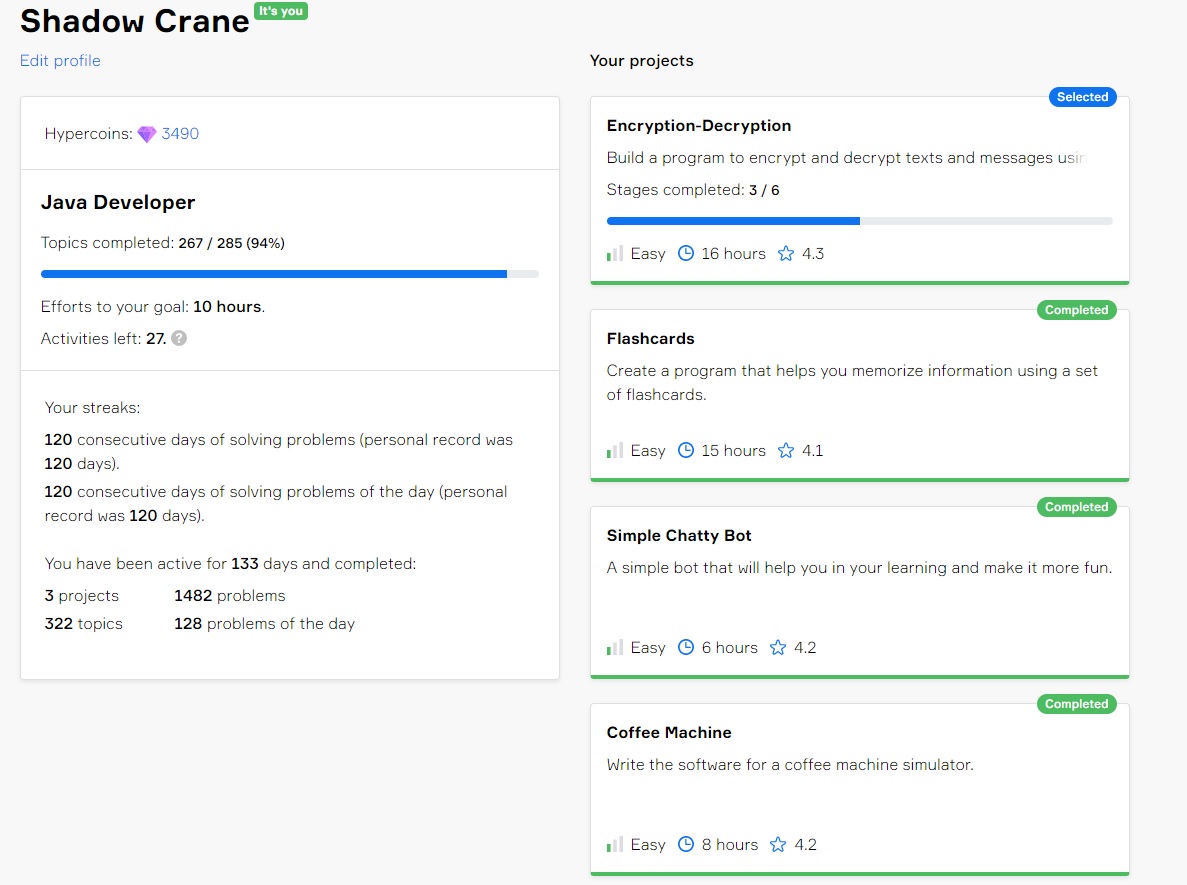 Shadow Crane It's you
Edit profile
Hypercoins: 3490
Java Developer
Topics completed: 267 / 285 (94%)
Efforts to your goal: 10 hours.
Activities left: 27. ?
Your streaks:
120 consecutive days of solving problems (personal record was
120 days).
120 consecutive days of solving problems of the day (personal
record was 120 days).
You have been active for 133 days and completed:
3 projects 1482 problems
322 topics 128 problems of the day
Your projects
Selected
Encryption-Decryption
Build a program to encrypt and decrypt texts and messages
Stages completed: 3 / 6
Easy 16 hours 4.3
Completed
Flashcards
Create a program that helps you memorize information using a set
of flashcards.
Easy 15 hours 4.1
Completed
Simple Chatty Bot
A simple bot that will help you in your learning and make it more fun.
Easy 6 hours 4.2
Completed
Coffee Machine
Write the software for a coffee machine simulator.
Easy 8 hours 4.2